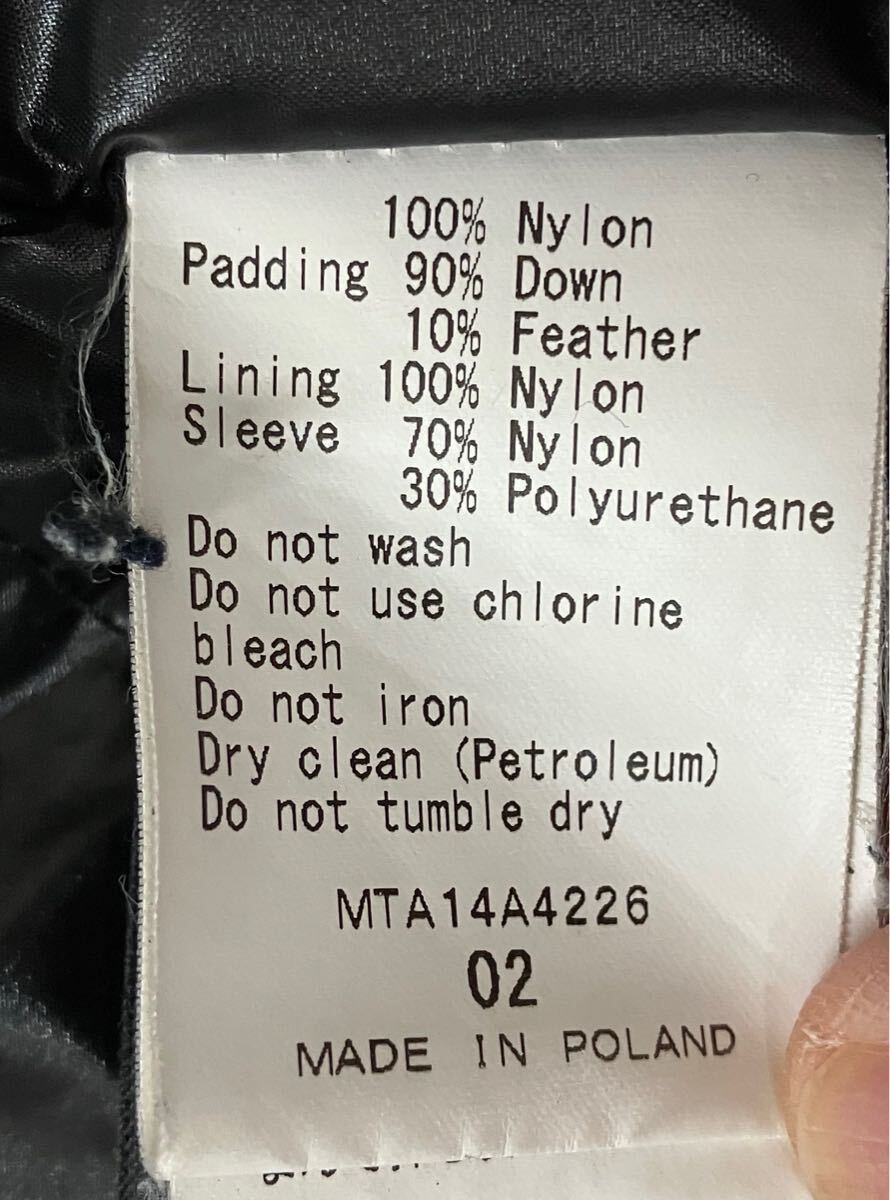 100% Nylon
Padding 90% Down
10% Feather
Lining 100% Nylon
Sleeve 70% Nylon
30% Polyurethane
Do not wash
Do not use chlorine
bleach
Do not iron
Dry clean (Petroleum)
Do not tumble dry
MTA14A4226
02
MADE IN POLAND